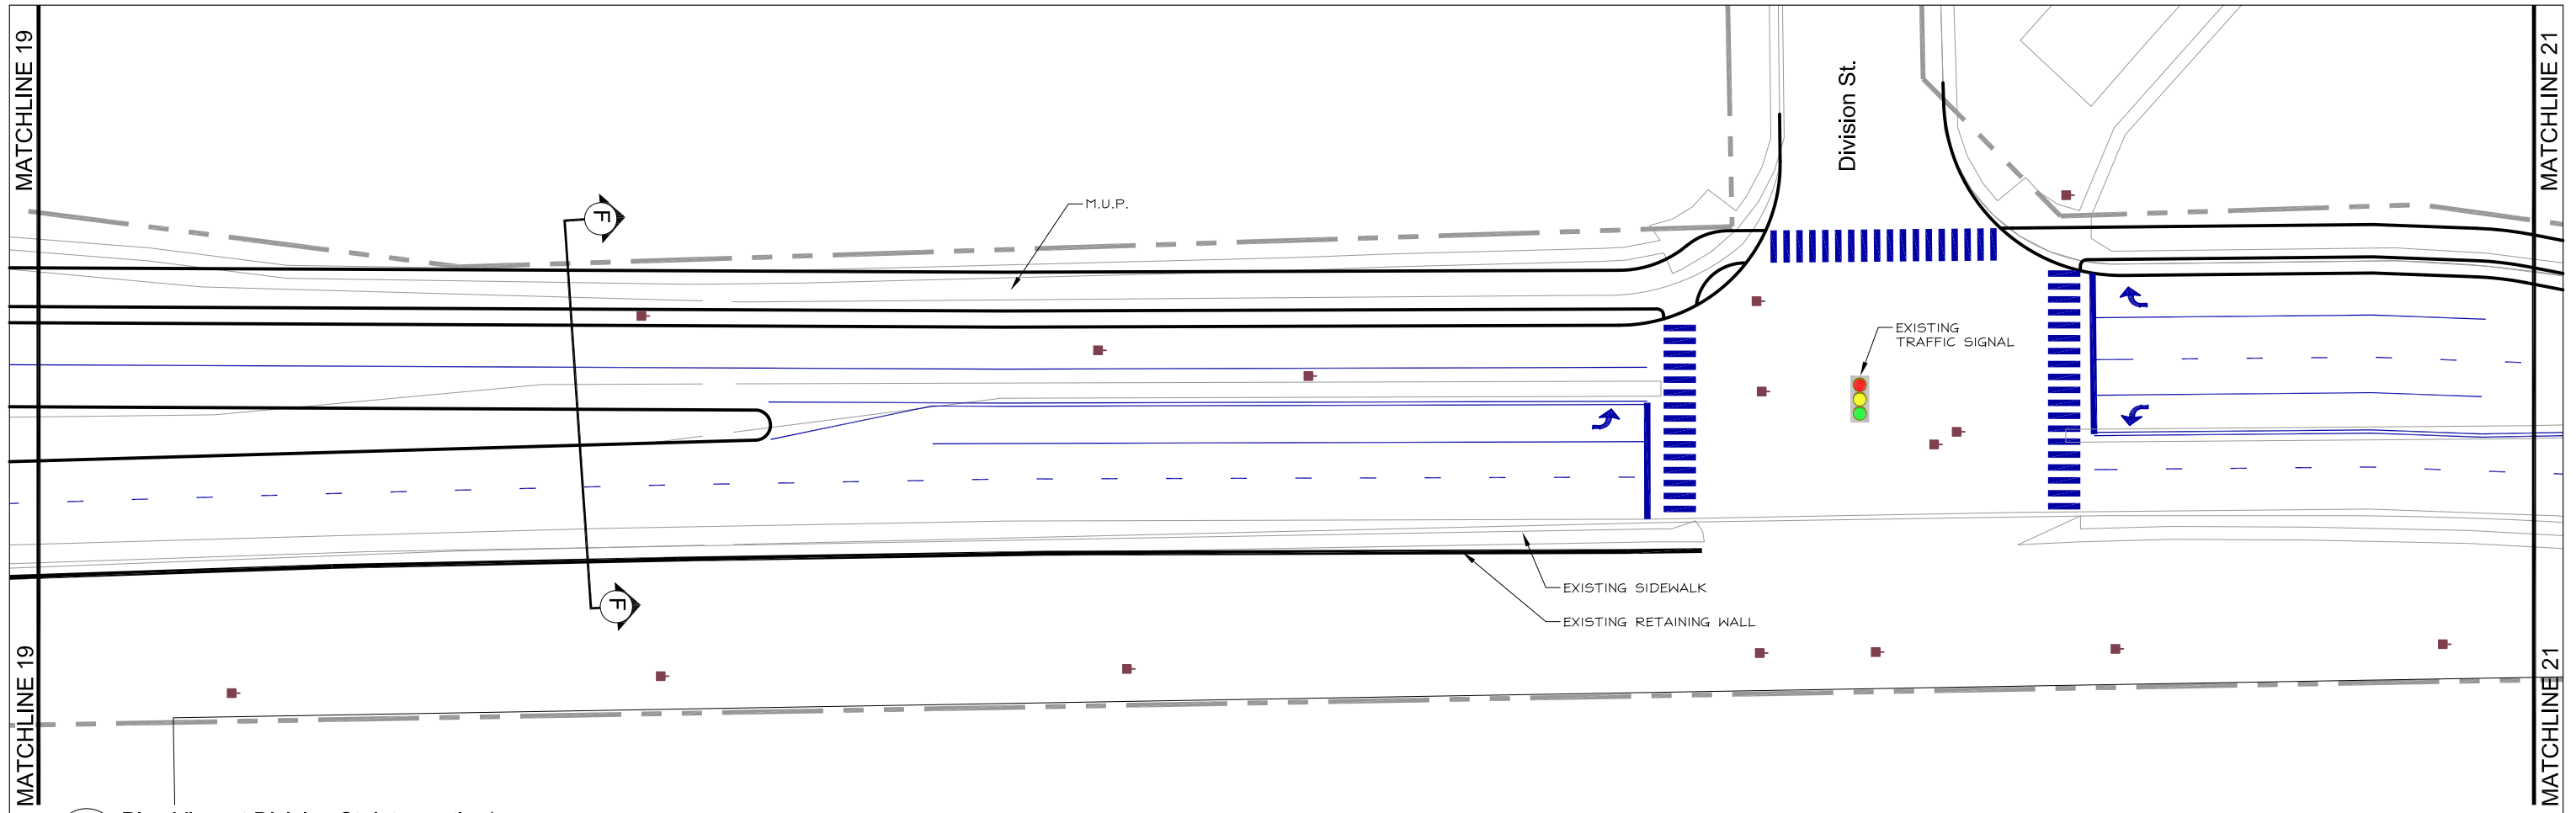 MATCHLINE 19
MATCHLINE 21
Division St.
F
M.U.P.
EXISTING
TRAFFIC SIGNAL
EXISTING SIDEWALK
F
EXISTING RETAINING WALL
MATCHLINE 19
MATCHLINE 21